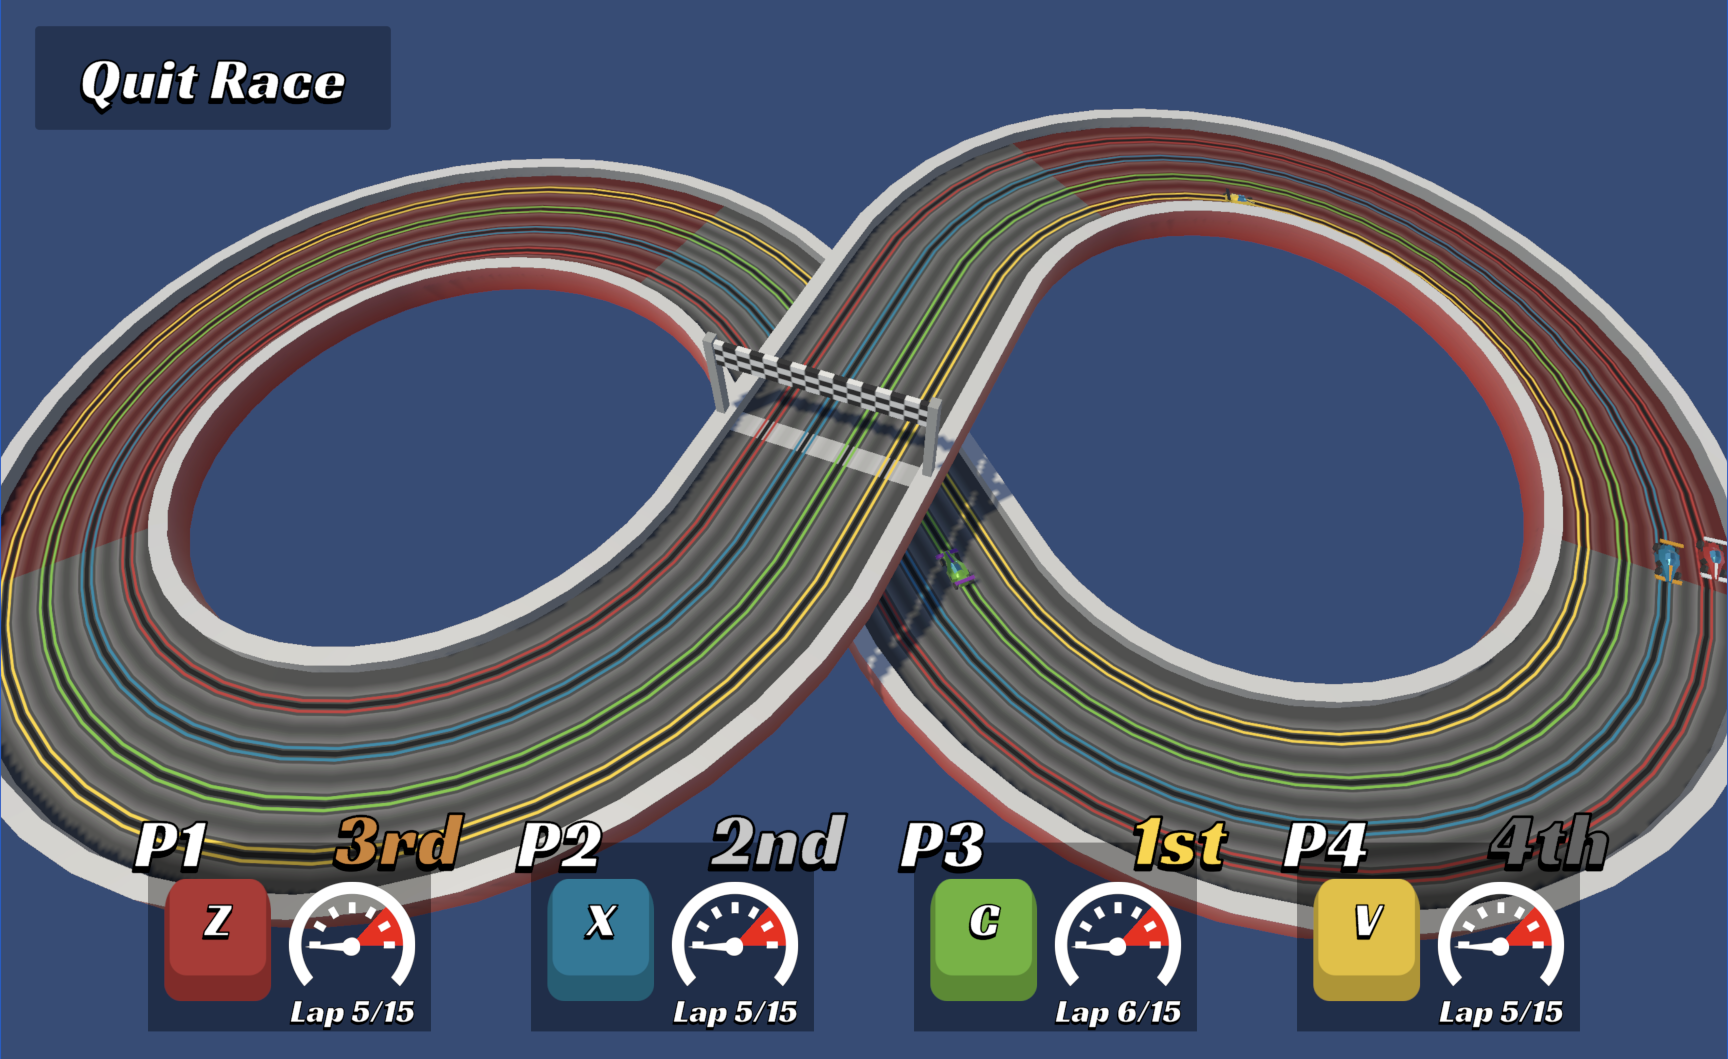 Quit Race
P1 3rd
Z
Lap 5/15
P2 2nd
X
Lap 5/15
P3 1st
C
Lap 6/15
P4 4th
V
Lap 5/15